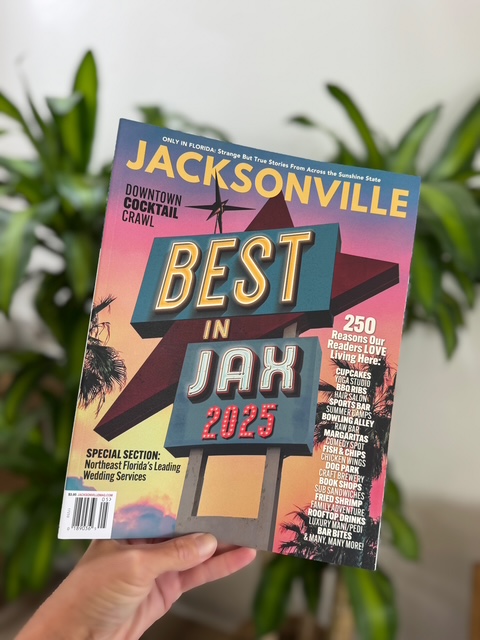 ONLY IN FLORIDA: Strange But True Stories From Across the Sunshine State
JACKSONVILLE
DOWNTOWN
COCKTAIL
CRAWL
BEST
IN
JAX
2025
250
Reasons Our
Readers LOVE
Living Here:
CUPCAKES
YOGA STUDIO
BBQ RIBS
HAIR SALON
SPORTS BAR
SUMMER CAMPS
BOWLING ALLEY
RAW BAR
MARGARITAS
COMEDY SPOT
FISH & CHIPS
CHICKEN WINGS
DOG PARK
CRAFT BREWERY
BOOK SHOPS
SUB SANDWICHES
FRIED SHRIMP
FAMILY ADVENTURE
ROOFTOP DRINKS
LUXURY MANI/PEDI
BAR BITES
& MANY, MANY MORE!
SPECIAL SECTION:
Northeast Florida's Leading
Wedding Services